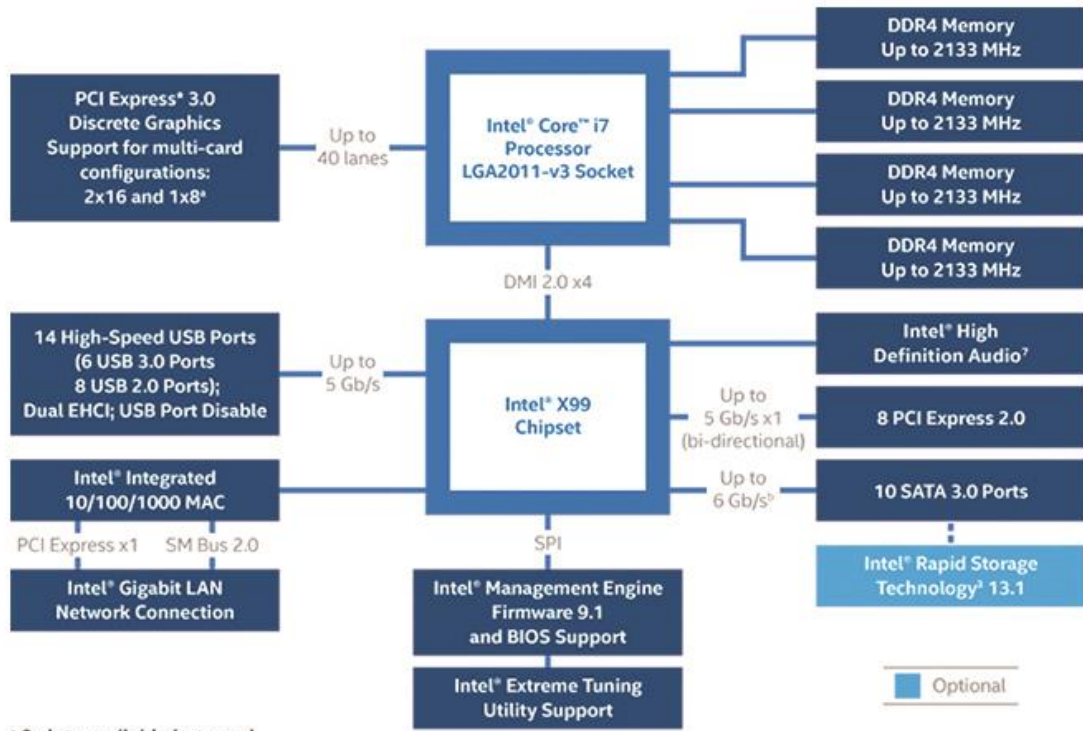 DDR4 Memory
Up to 2133 MHz
PCI Express* 3.0
Discrete Graphics
Support for multi-card
configurations:
2x16 and 1x8ᵃ
Up to
40 lanes
Intel® Core™ i7
Processor
LGA2011-v3 Socket
DDR4 Memory
Up to 2133 MHz
DDR4 Memory
Up to 2133 MHz
DDR4 Memory
Up to 2133 MHz
DMI 2.0 x4
14 High-Speed USB Ports
(6 USB 3.0 Ports
8 USB 2.0 Ports);
Dual EHCI; USB Port Disable
Up to
5 Gb/s
Intel® X99
Chipset
Intel® High
Definition Audio⁷
Up to
5 Gb/s x1
(bi-directional)
8 PCI Express 2.0
Up to
6 Gb/sᵇ
10 SATA 3.0 Ports
Intel® Rapid Storage
Technology³ 13.1
Intel® Integrated
10/100/1000 MAC
PCI Express x1
SM Bus 2.0
Intel® Gigabit LAN
Network Connection
SPI
Intel® Management Engine
Firmware 9.1
and BIOS Support
Intel® Extreme Tuning
Utility Support
Optional